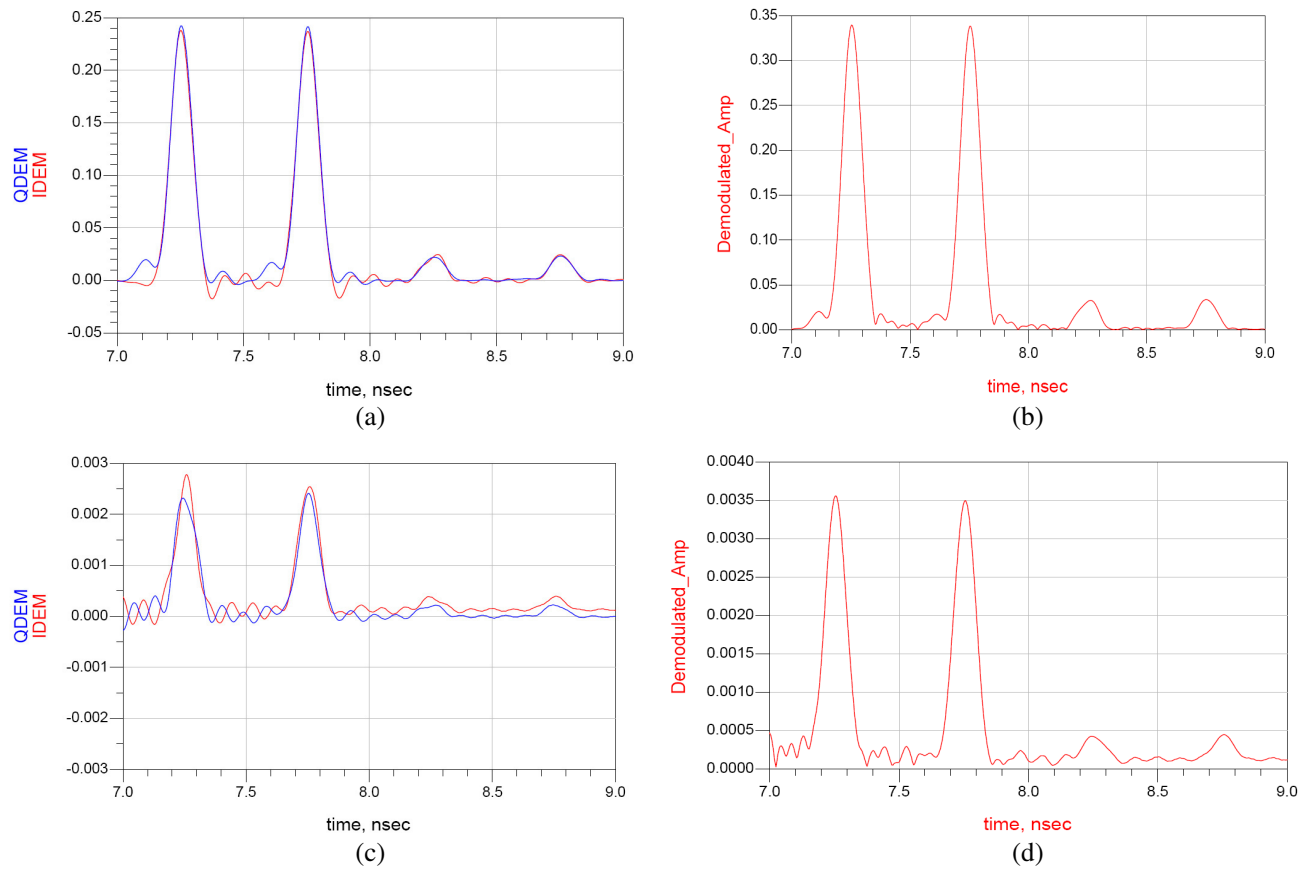 0.25
0.20
0.15
0.10
0.05
0.00
-0.05
QDEM
IDEM
7.0 7.5 8.0 8.5 9.0
time, nsec
(a)
0.35
0.30
0.25
0.20
0.15
0.10
0.05
0.00
Demodulated_Amp
7.0 7.5 8.0 8.5 9.0
time, nsec
(b)
0.003
0.002
0.001
0.000
-0.001
-0.002
-0.003
QDEM
IDEM
7.0 7.5 8.0 8.5 9.0
time, nsec
(c)
0.0040
0.0035
0.0030
0.0025
0.0020
0.0015
0.0010
0.0005
0.0000
Demodulated_Amp
7.0 7.5 8.0 8.5 9.0
time, nsec
(d)